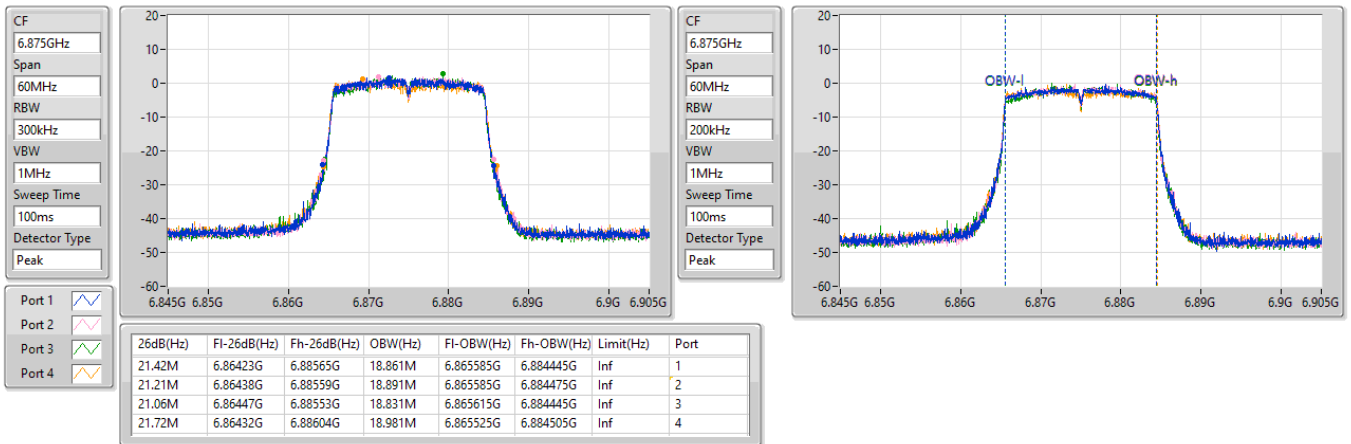 CF
6.875GHz
Span
60MHz
RBW
300kHz
VBW
1MHz
Sweep Time
100ms
Detector Type
Peak
20
10
0
-10
-20
-30
-40
-50
-60
6.845G 6.85G 6.86G 6.87G 6.88G 6.89G 6.9G 6.905G
CF
6.875GHz
Span
60MHz
RBW
200kHz
VBW
1MHz
Sweep Time
100ms
Detector Type
Peak
20
10
0
-10
-20
-30
-40
-50
-60
OBW-l OBW-h
6.845G 6.85G 6.86G 6.87G 6.88G 6.89G 6.9G 6.905G
Port 1
Port 2
Port 3
Port 4
26dB(Hz) Fl-26dB(Hz) Fh-26dB(Hz) OBW(Hz) Fl-OBW(Hz) Fh-OBW(Hz) Limit(Hz) Port
21.42M 6.86423G 6.88565G 18.861M 6.865585G 6.884445G Inf 1
21.21M 6.86438G 6.88559G 18.891M 6.865585G 6.884475G Inf 2
21.06M 6.86447G 6.88553G 18.831M 6.865615G 6.884445G Inf 3
21.72M 6.86432G 6.88604G 18.981M 6.865525G 6.884505G Inf 4